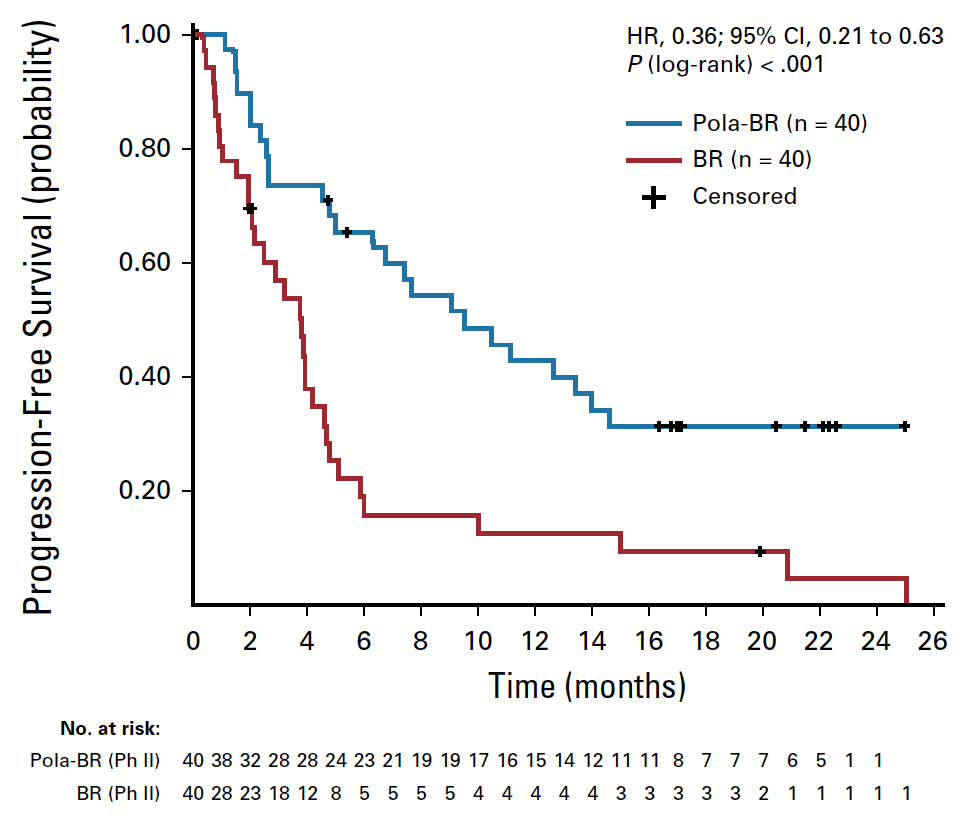 Progression-Free Survival (probability)
1.00
0.80
0.60
0.40
0.20
HR, 0.36; 95% CI, 0.21 to 0.63
P (log-rank) < .001
Pola-BR (n = 40)
BR (n = 40)
Censored
0 2 4 6 8 10 12 14 16 18 20 22 24 26
Time (months)
No. at risk:
Pola-BR (Ph II) 40 38 32 28 28 24 23 21 19 19 17 16 15 14 12 11 11 8 7 7 7 6 5 1 1
BR (Ph II) 40 28 23 18 12 8 5 5 5 5 4 4 4 4 4 3 3 3 3 3 2 1 1 1 1 1